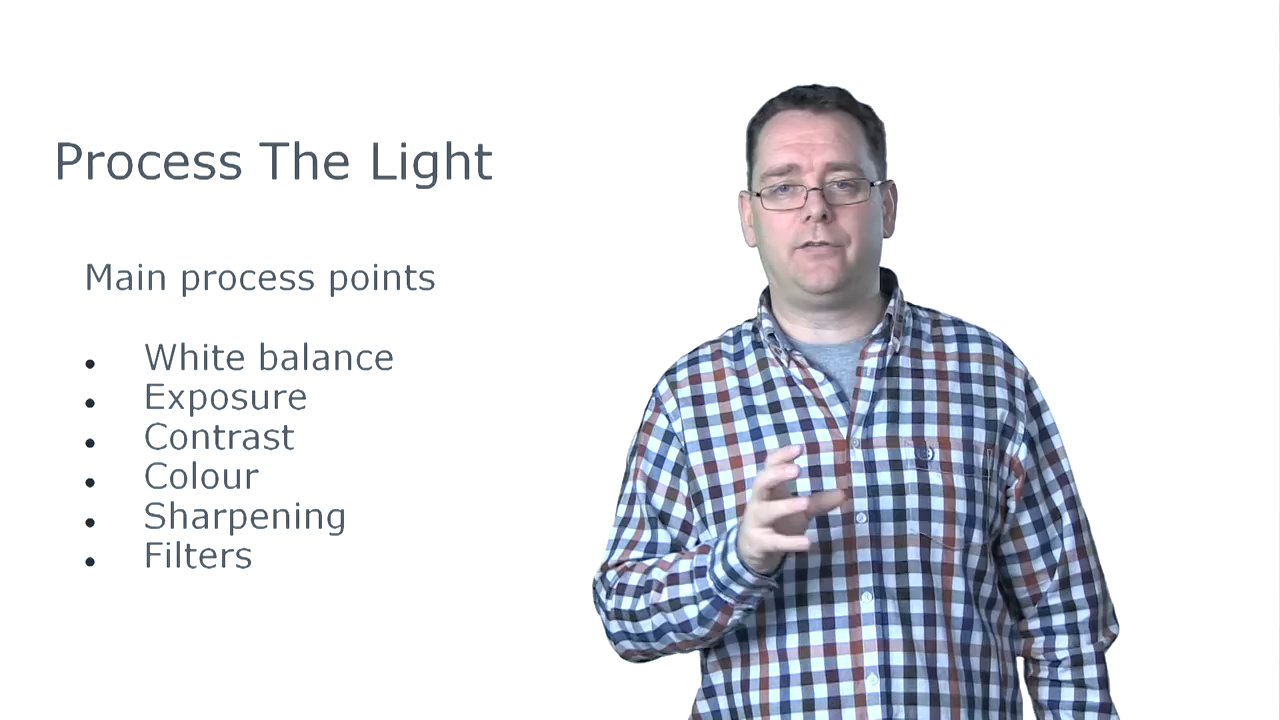 Process The Light
Main process points
• White balance
• Exposure
• Contrast
• Colour
• Sharpening
• Filters